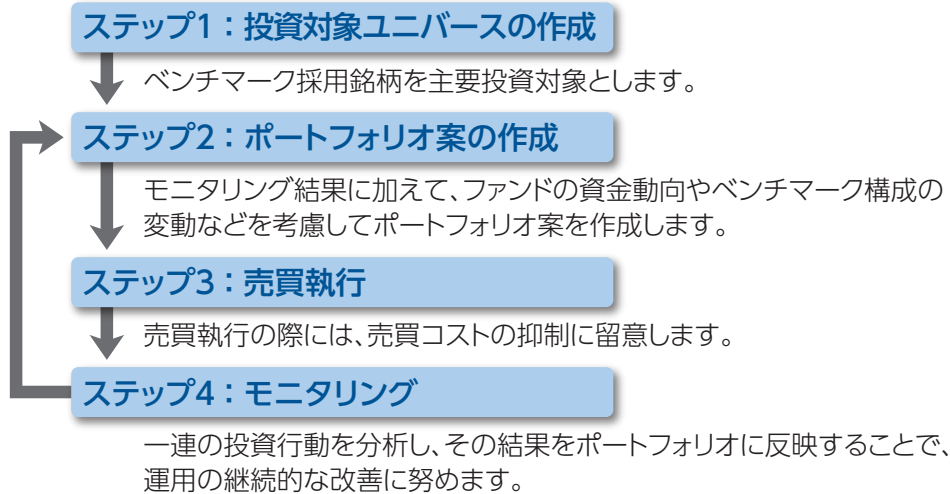 ステップ1：投資対象ユニバースの作成
ベンチマーク採用銘柄を主要投資対象とします。
ステップ2：ポートフォリオ案の作成
モニタリング結果に加えて、ファンドの資金動向やベンチマーク構成の
変動などを考慮してポートフォリオ案を作成します。
ステップ3：売買執行
売買執行の際には、売買コストの抑制に留意します。
ステップ4：モニタリング
一連の投資行動を分析し、その結果をポートフォリオに反映することで、
運用の継続的な改善に努めます。